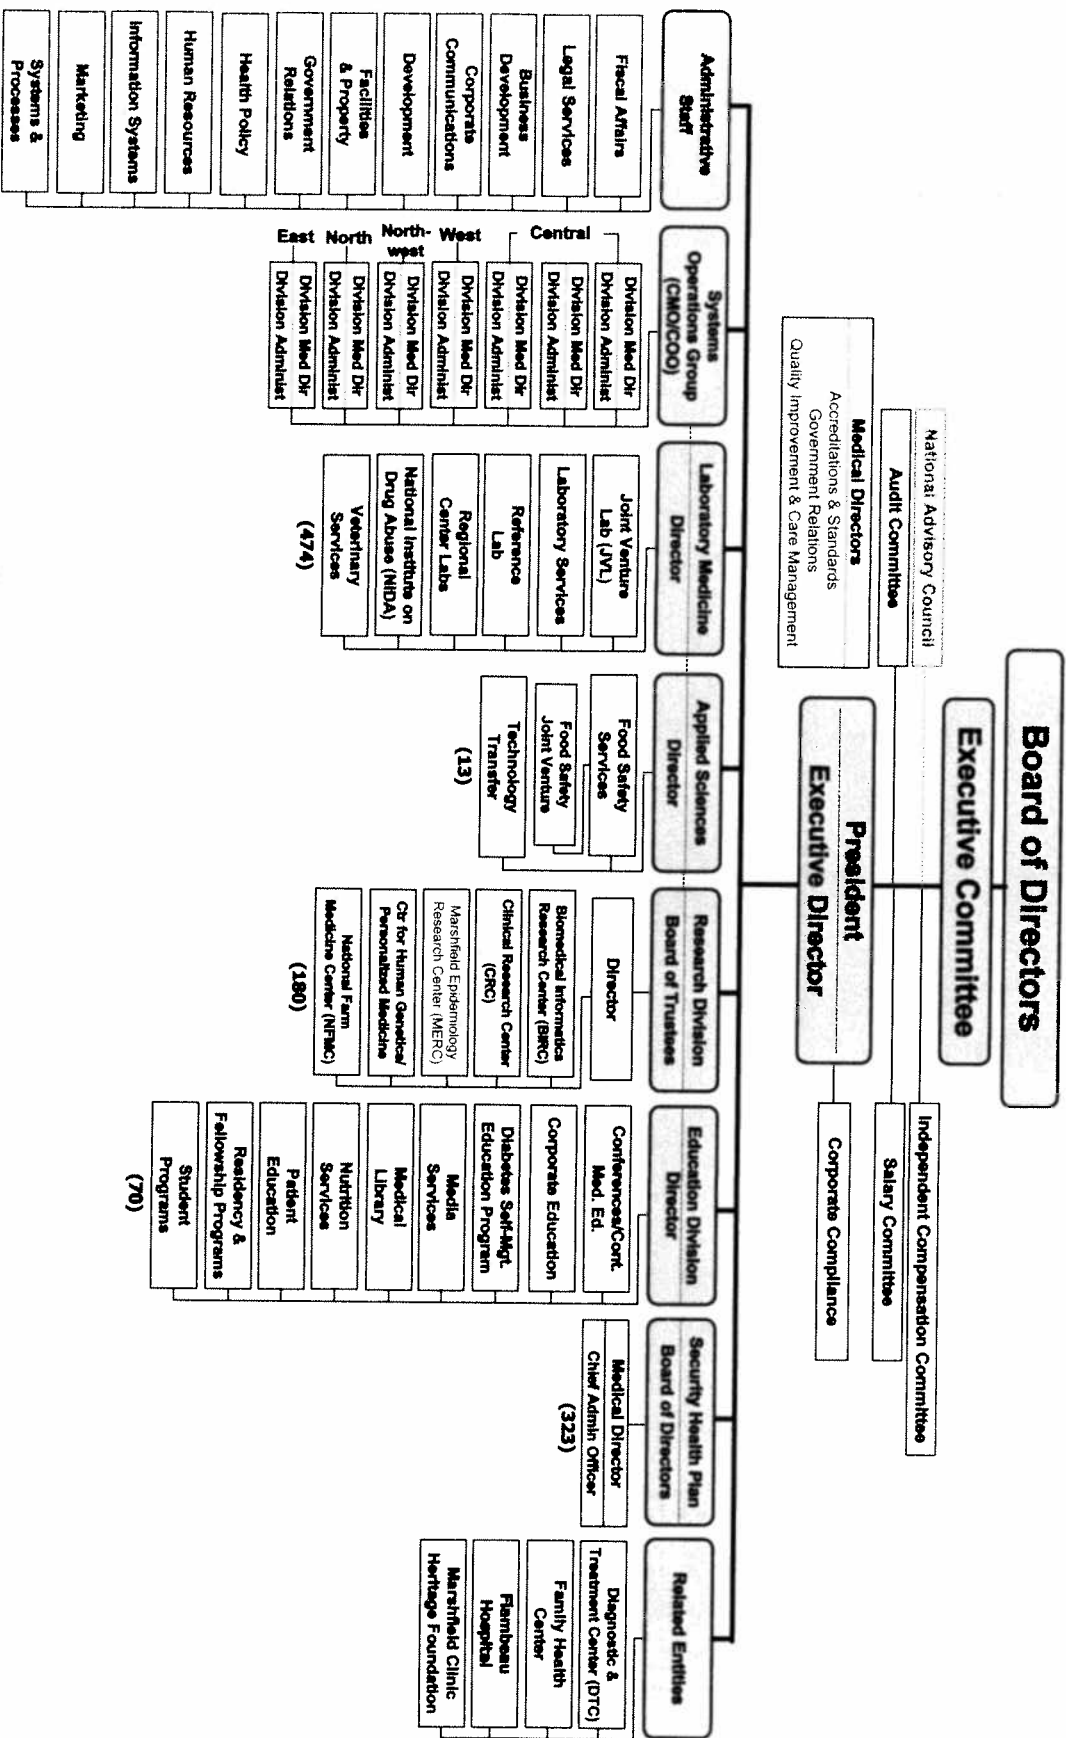 Board of Directors
Executive Committee
National Advisory Council
Independent Compensation Committee
Audit Committee
Salary Committee
President
Executive Director
Medical Directors
Accreditations & Standards
Government Relations
Quality Improvement & Care Management
Corporate Compliance
Administrative
Staff
Fiscal Affairs
Legal Services
Business
Development
Corporate
Communications
Development
Facilities
& Property
Government
Relations
Health Policy
Human Resources
Information Systems
Marketing
Systems &
Processes
Systems
Operations Group
(CMO/COO)
Central
Division Med Dir
Division Administ
Division Med Dir
Division Administ
Division Med Dir
Division Administ
West
Division Med Dir
Division Administ
North-
west
Division Med Dir
Division Administ
North
Division Med Dir
Division Administ
East
Division Med Dir
Division Administ
Laboratory Medicine
Director
Joint Venture
Lab (JVL)
Laboratory Services
Reference
Lab
Regional
Center Labs
National Institute on
Drug Abuse (NIDA)
Veterinary
Services
(474)
Applied Sciences
Director
Food Safety
Services
Food Safety
Joint Venture
Technology
Transfer
(13)
Research Division
Board of Trustees
Director
Biomedical Informatics
Research Center (BIRC)
Clinical Research Center
(CRC)
Marshfield Epidemiology
Research Center (MERC)
Ctr for Human Genetics/
Personalized Medicine
National Farm
Medicine Center (NFMC)
(180)
Education Division
Director
Conferences/Cont.
Med. Ed.
Corporate Education
Diabetes Self-Mgt.
Education Program
Media
Services
Medical
Library
Nutrition
Services
Patient
Education
Residency &
Fellowship Programs
Student
Programs
(70)
Security Health Plan
Board of Directors
Medical Director
Chief Admin Officer
(323)
Related Entities
Diagnostic &
Treatment Center (DTC)
Family Health
Center
Flambeau
Hospital
Marshfield Clinic
Heritage Foundation